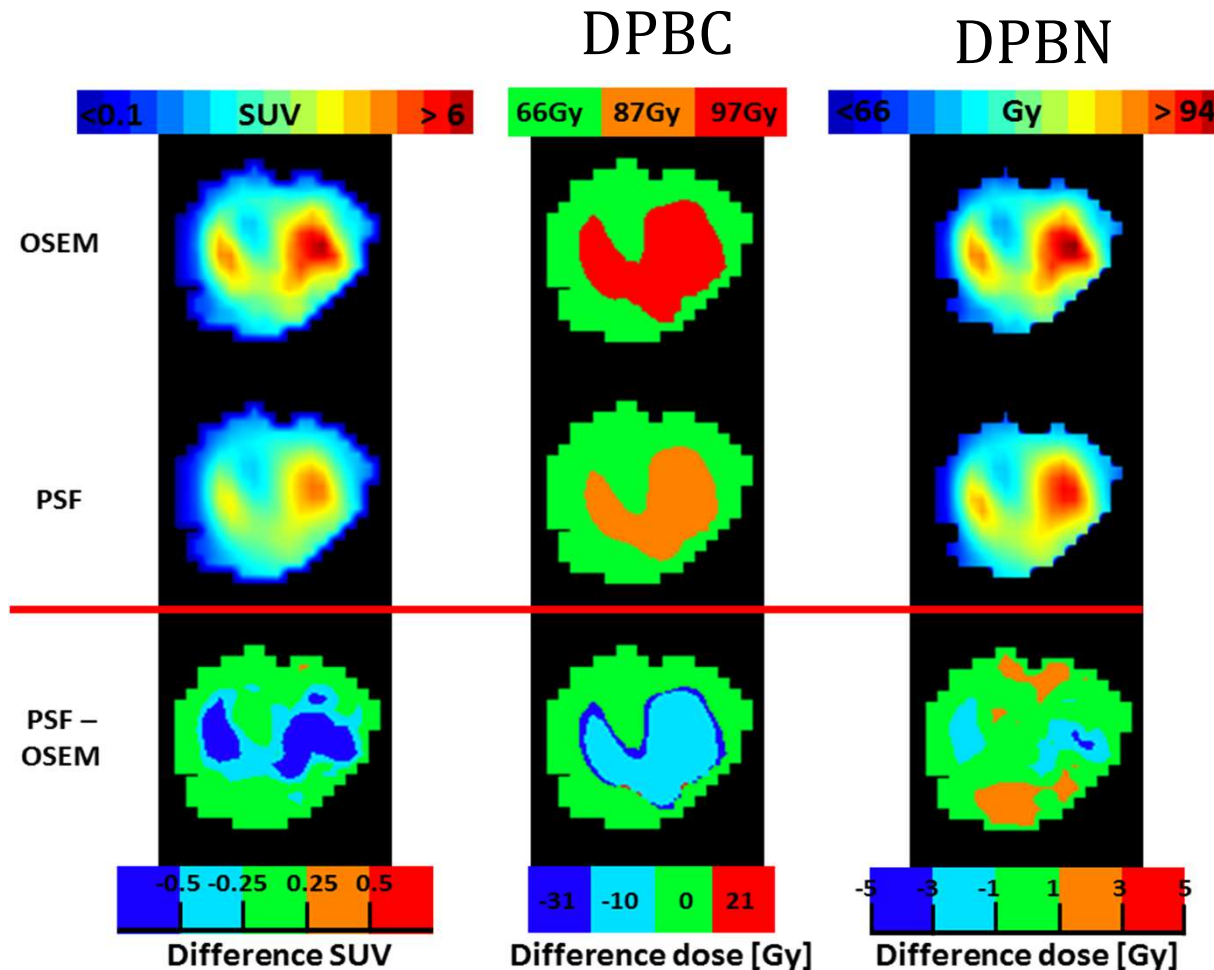 DPBC
DPBN
<0.1 SUV > 6
66Gy 87Gy 97Gy
<66 Gy > 94
OSEM
PSF
PSF –
OSEM
-0.5 -0.25 0.25 0.5
-31 -10 0 21
-5 -3 -1 1 3 5
Difference SUV
Difference dose [Gy]
Difference dose [Gy]